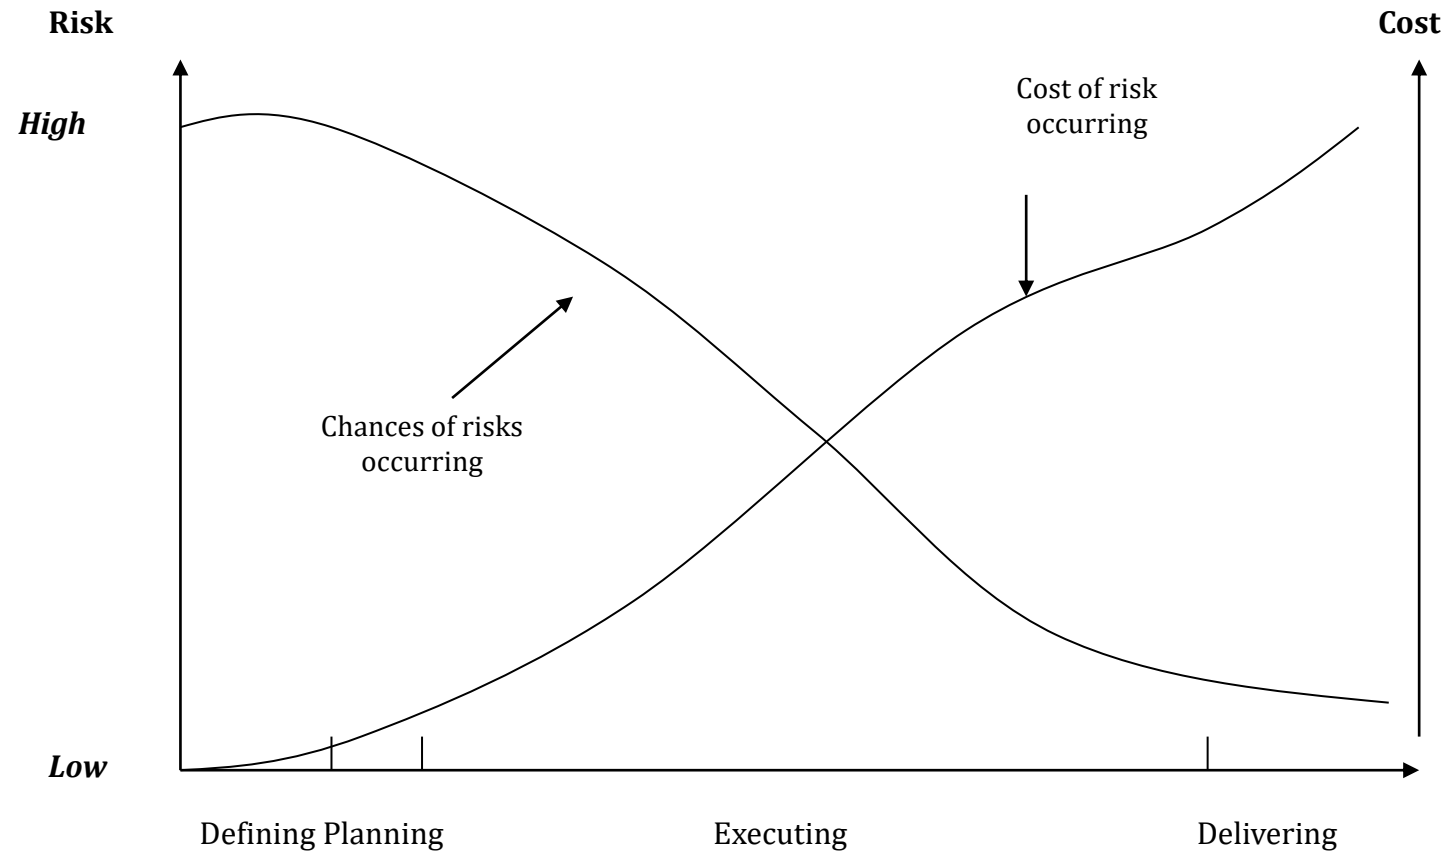 Risk
Cost
Cost of risk
occurring
High
Chances of risks
occurring
Low
Defining Planning
Executing
Delivering